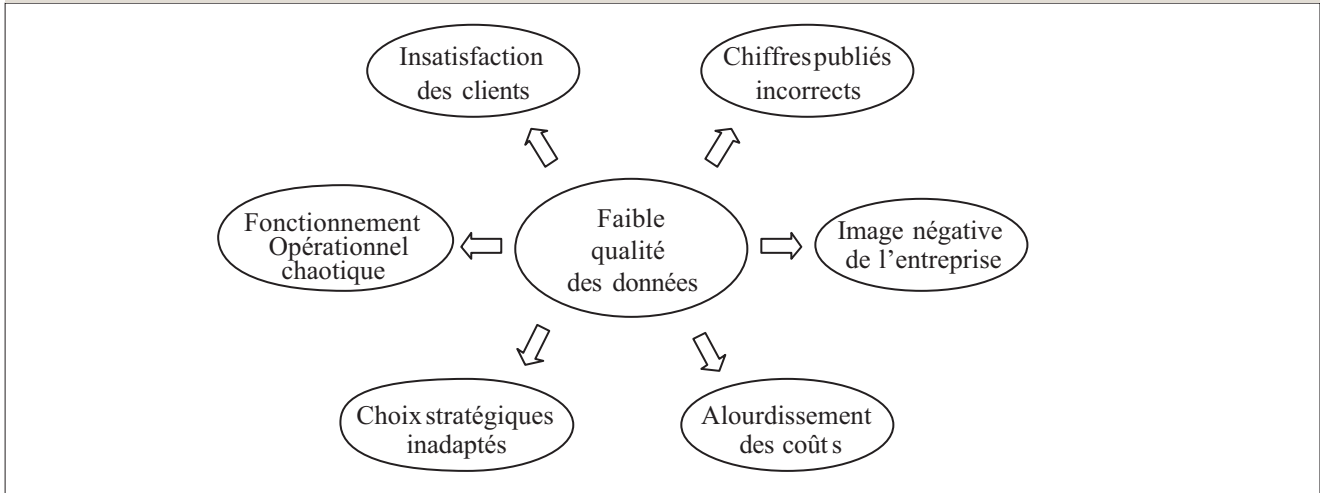 Insatisfaction
des clients
Chiffres publiés
incorrects
Fonctionnement
Opérationnel
chaotique
Faible
qualité
des données
Image négative
de l’entreprise
Choix stratégiques
inadaptés
Alourdissement
des coûts